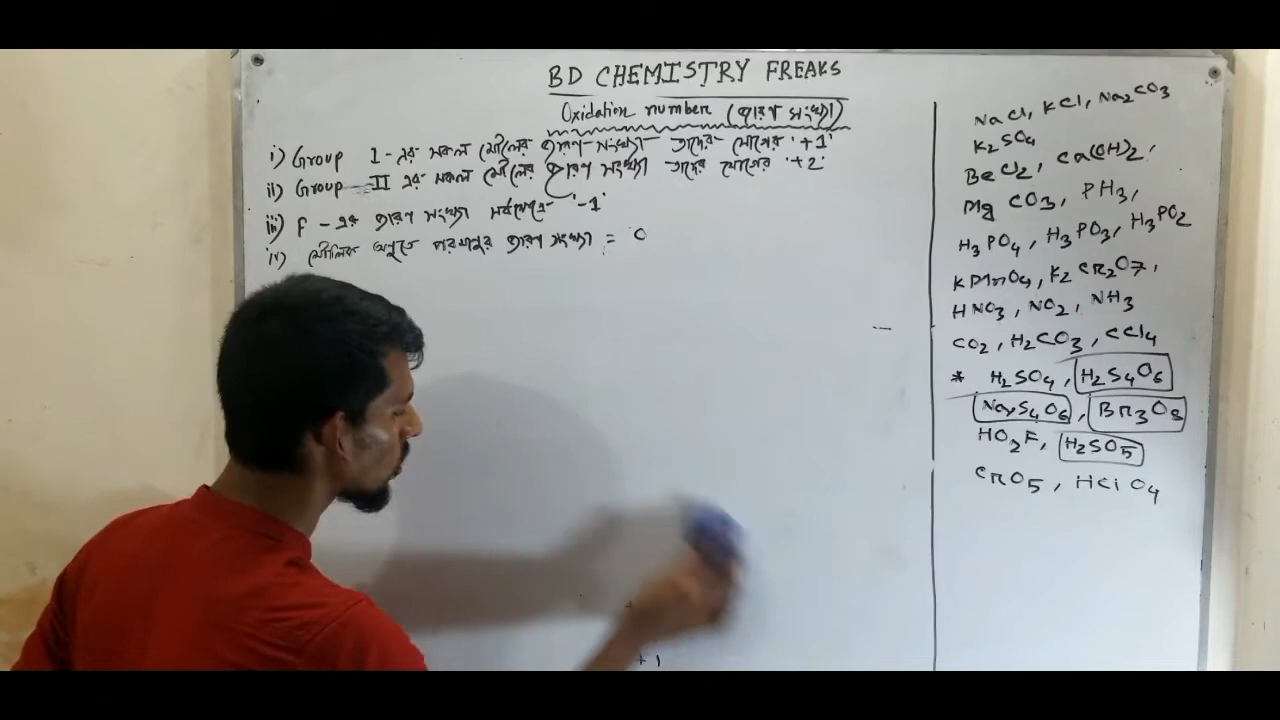 BD CHEMISTRY FREAKS
Oxidation number (জারণ সংখ্যা)
i) Group I-এর সকল মৌলের জারণ সংখ্যা তাদের যৌগের '+1'
ii) Group II এর সকল মৌলের জারণ সংখ্যা তাদের যৌগের '+2'
iii) F-এর জারণ সংখ্যা সর্বক্ষেত্রে '-1'
iv) মৌলিক অনুতে পরমানুর জারণ সংখ্যা = 0
+1
NaCl, KCl, Na2CO3
K2SO4
BeCl2, Ca(OH)2,
MgCO3, PH3,
H3PO4, H3PO3, H3PO2
KMnO4, K2Cr2O7,
HNO3, NO2, NH3
CO2, H2CO3, CCl4
* H2SO4, H2S4O6
Na2S4O6, Br3O8
HO2F, H2SO5
CrO5, HClO4